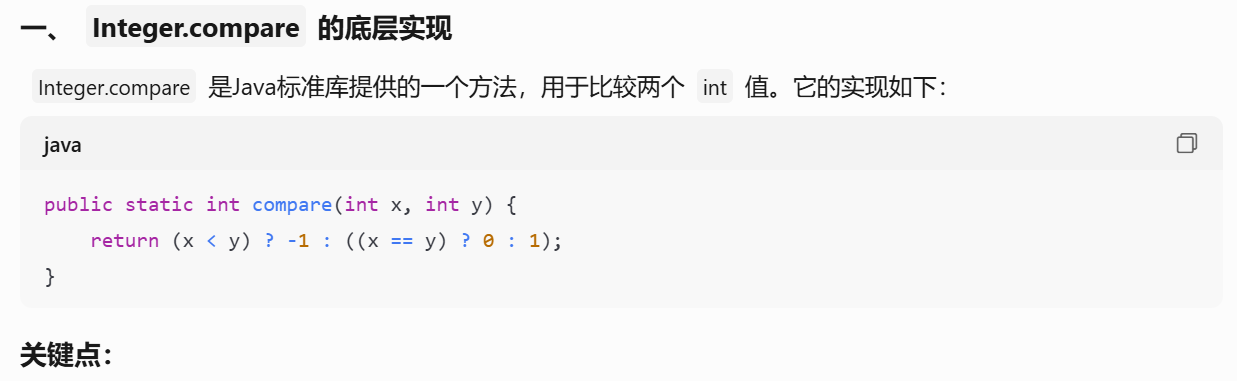 一、 Integer.compare 的底层实现
Integer.compare 是Java标准库提供的一个方法，用于比较两个 int 值。它的实现如下：
java
public static int compare(int x, int y) {
    return (x < y) ? -1 : ((x == y) ? 0 : 1);
}
关键点：